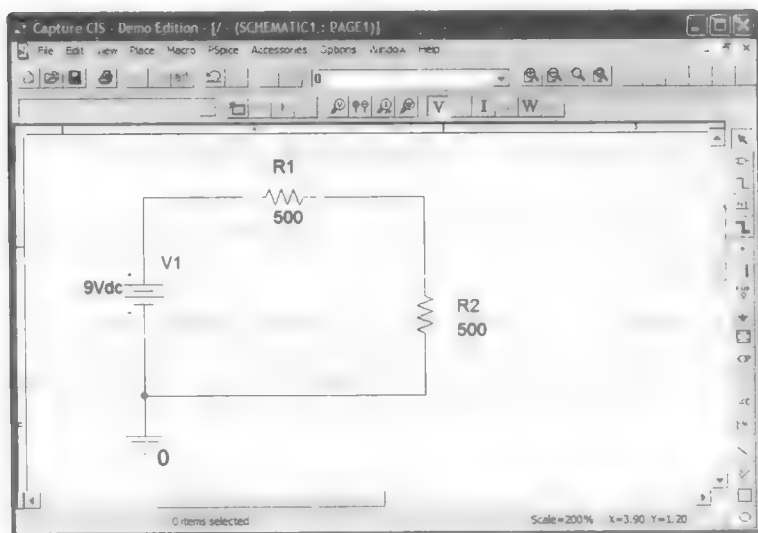 Capture CIS - Demo Edition - [/ - (SCHEMATIC1 : PAGE1)]
File Edit View Place Macro PSpice Accessories Options Window Help
0
V I W
R1
500
V1
9Vdc
R2
500
0
0 items selected Scale=200% X=3.90 Y=1.20